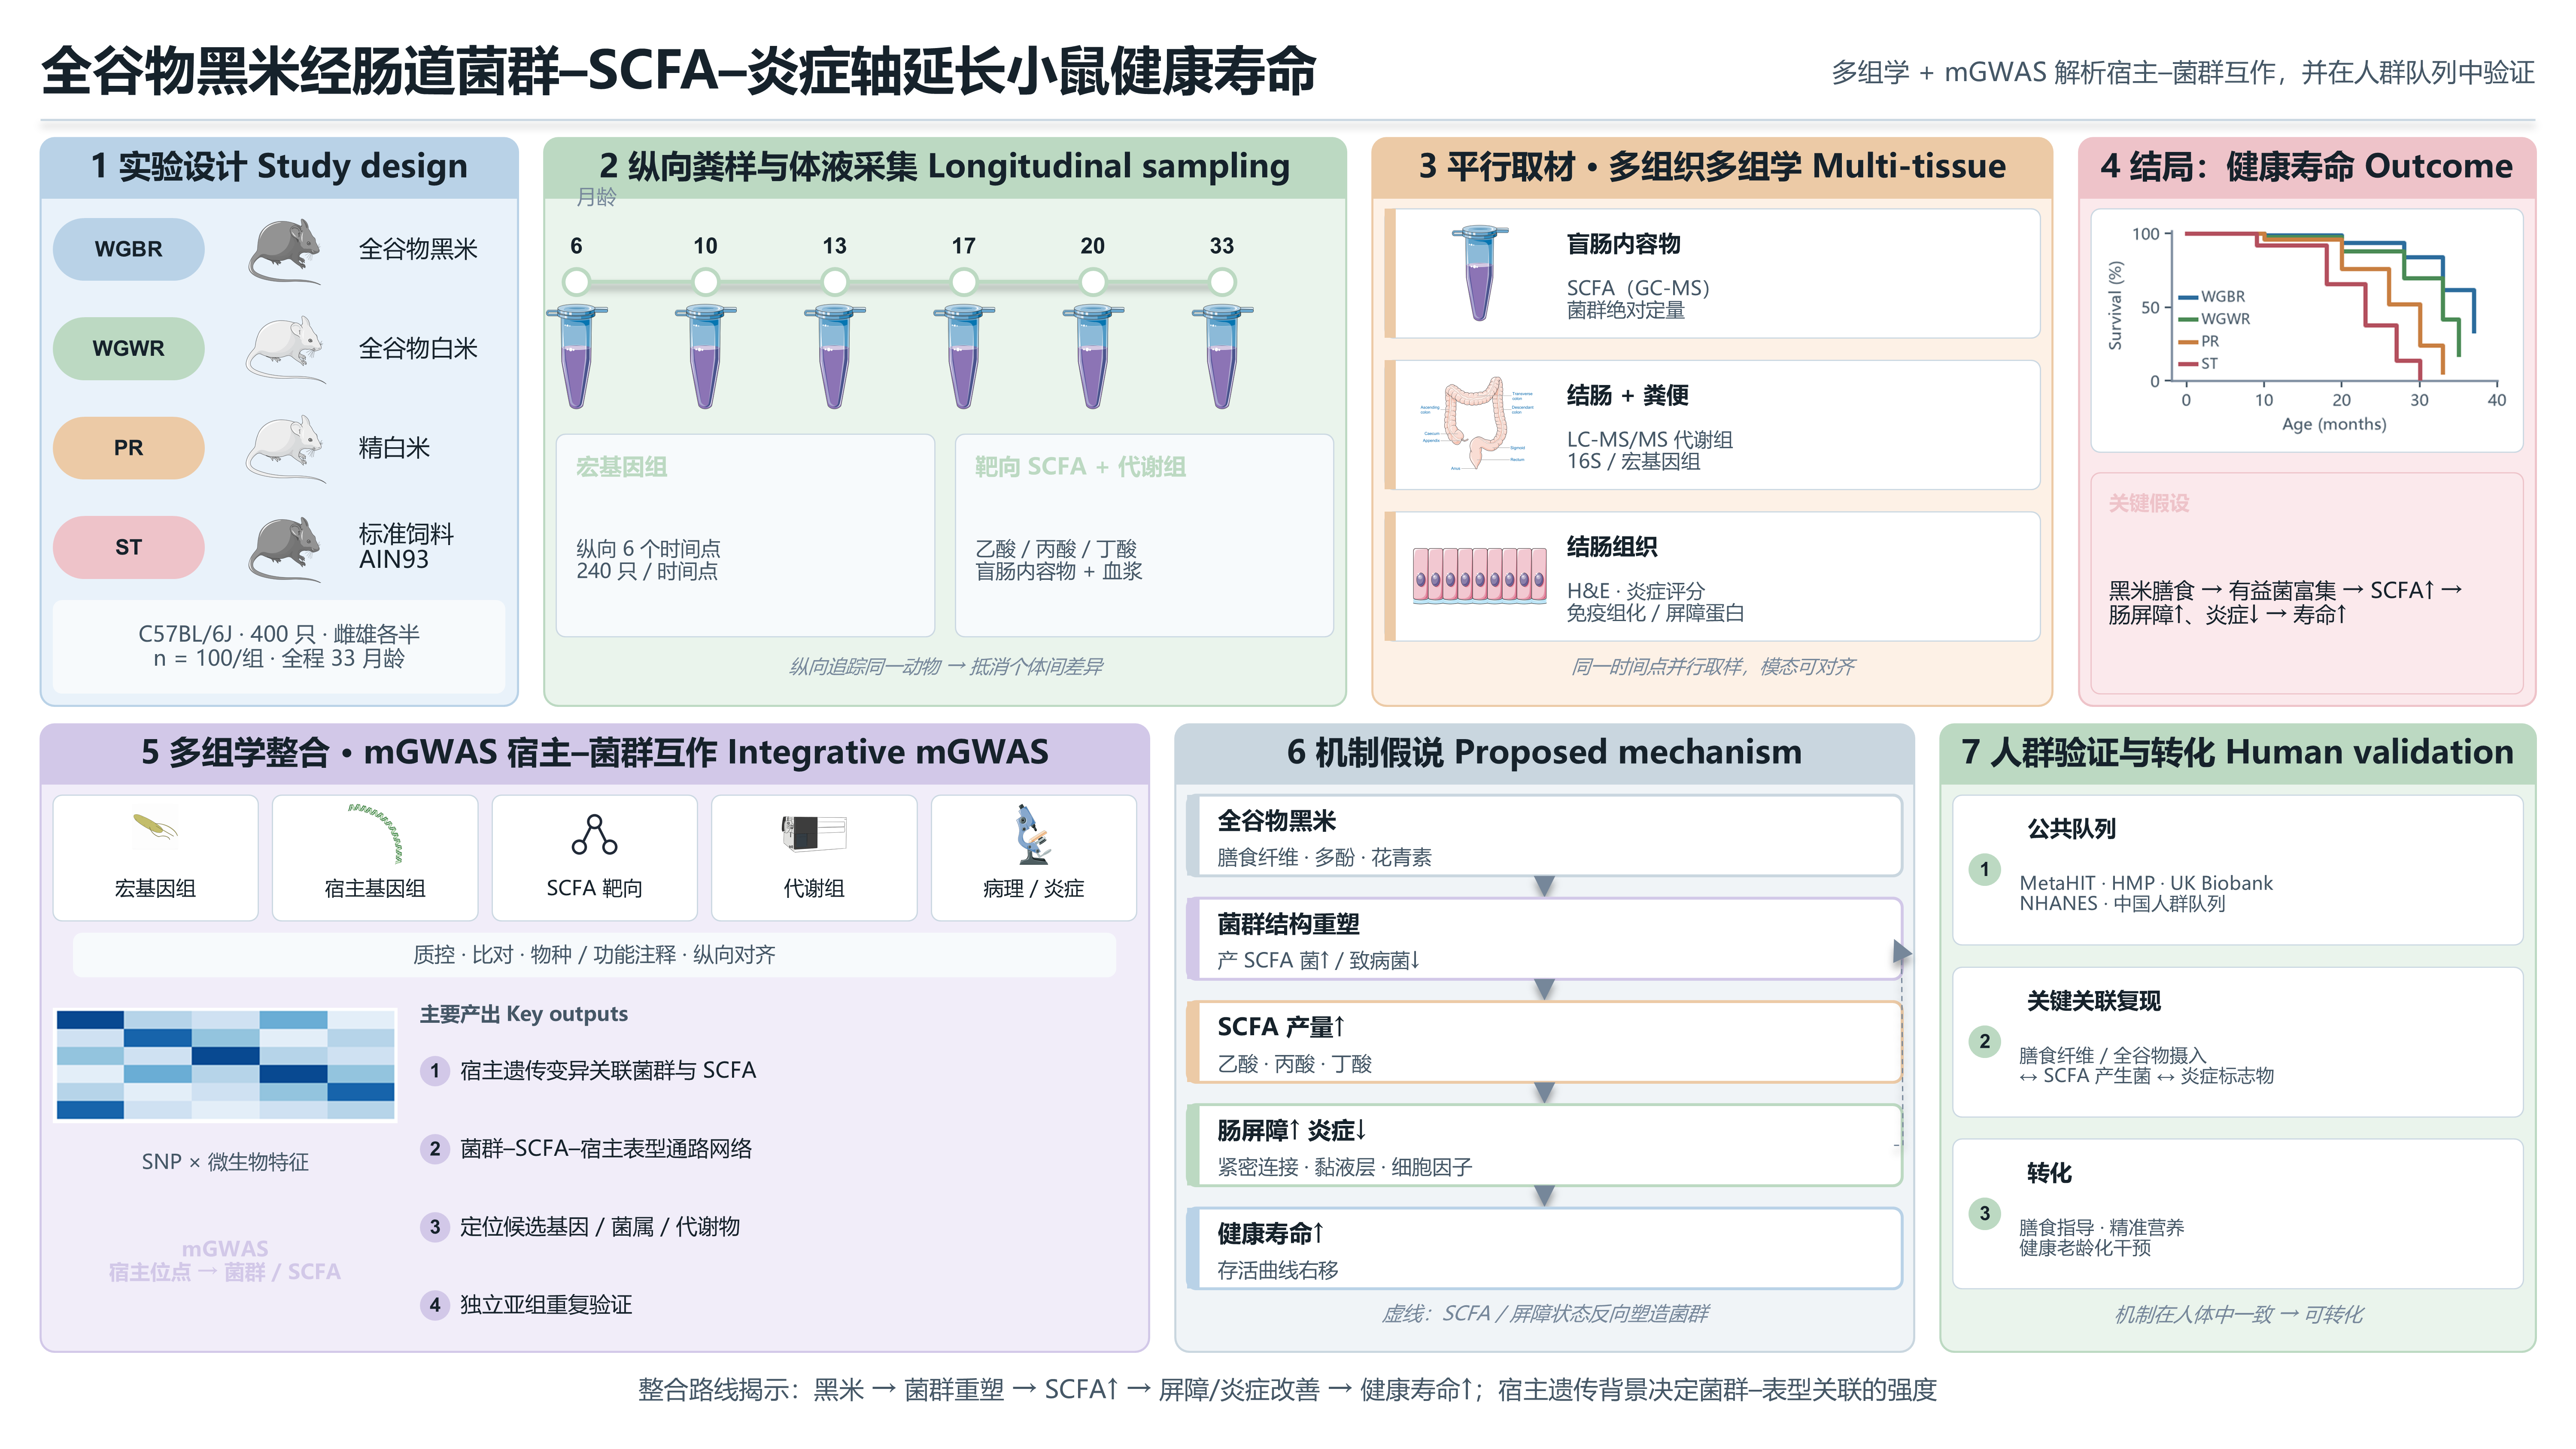 全谷物黑米经肠道菌群–SCFA–炎症轴延长小鼠健康寿命
多组学 + mGWAS 解析宿主–菌群互作，并在人群队列中验证
1 实验设计 Study design
WGBR
全谷物黑米
WGWR
全谷物白米
PR
精白米
ST
标准饲料
AIN93
C57BL/6J · 400 只 · 雌雄各半
n = 100/组 · 全程 33 月龄
2 纵向粪样与体液采集 Longitudinal sampling
月龄
6 10 13 17 20 33
宏基因组
纵向 6 个时间点
240 只 / 时间点
靶向 SCFA + 代谢组
乙酸 / 丙酸 / 丁酸
盲肠内容物 + 血浆
纵向追踪同一动物 → 抵消个体间差异
3 平行取材 • 多组织多组学 Multi-tissue
盲肠内容物
SCFA（GC-MS）
菌群绝对定量
Ascending
colon
Caecum
Appendix
Anus
Transverse
colon
Descendant
colon
Sigmoid
Rectum
结肠 + 粪便
LC-MS/MS 代谢组
16S / 宏基因组
结肠组织
H&E · 炎症评分
免疫组化 / 屏障蛋白
同一时间点并行取样，模态可对齐
4 结局：健康寿命 Outcome
Survival (%)
100
50
0
WGBR
WGWR
PR
ST
0 10 20 30 40
Age (months)
关键假设
黑米膳食 → 有益菌富集 → SCFA↑ →
肠屏障↑、炎症↓ → 寿命↑
5 多组学整合 • mGWAS 宿主–菌群互作 Integrative mGWAS
宏基因组
宿主基因组
SCFA 靶向
代谢组
病理 / 炎症
质控 · 比对 · 物种 / 功能注释 · 纵向对齐
SNP × 微生物特征
mGWAS
宿主位点 → 菌群 / SCFA
主要产出 Key outputs
1 宿主遗传变异关联菌群与 SCFA
2 菌群–SCFA–宿主表型通路网络
3 定位候选基因 / 菌属 / 代谢物
4 独立亚组重复验证
6 机制假说 Proposed mechanism
全谷物黑米
膳食纤维 · 多酚 · 花青素
菌群结构重塑
产 SCFA 菌↑ / 致病菌↓
SCFA 产量↑
乙酸 · 丙酸 · 丁酸
肠屏障↑ 炎症↓
紧密连接 · 黏液层 · 细胞因子
健康寿命↑
存活曲线右移
虚线：SCFA / 屏障状态反向塑造菌群
7 人群验证与转化 Human validation
1
公共队列
MetaHIT · HMP · UK Biobank
NHANES · 中国人群队列
2
关键关联复现
膳食纤维 / 全谷物摄入
↔ SCFA 产生菌 ↔ 炎症标志物
3
转化
膳食指导 · 精准营养
健康老龄化干预
机制在人体中一致 → 可转化
整合路线揭示：黑米 → 菌群重塑 → SCFA↑ → 屏障/炎症改善 → 健康寿命↑；宿主遗传背景决定菌群–表型关联的强度